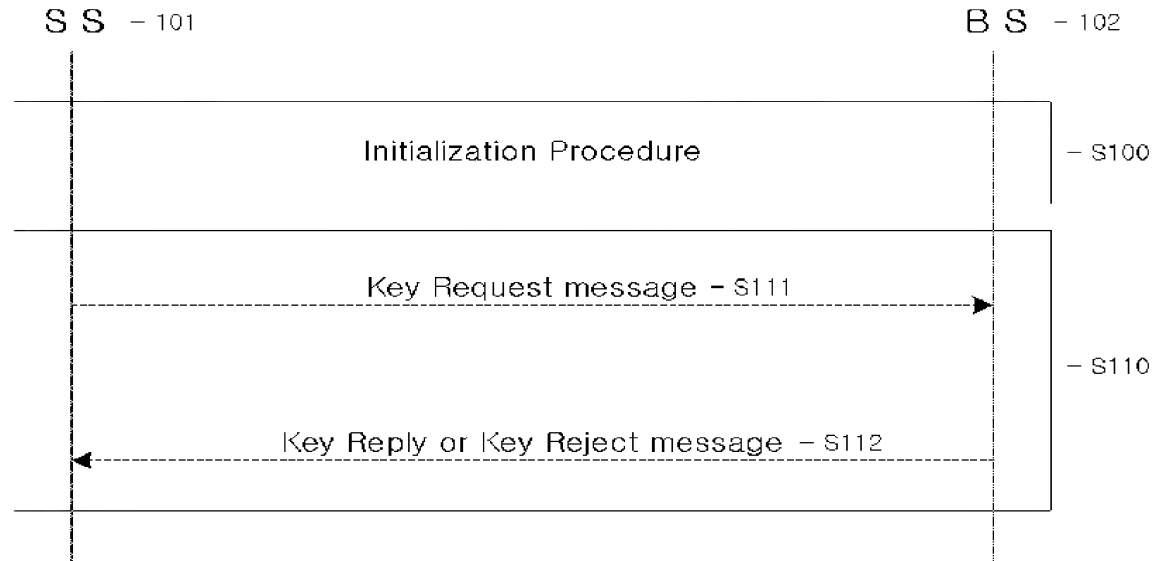 S S - 101
B S - 102
Initialization Procedure
- S100
Key Request message - S111
- S110
Key Reply or Key Reject message - S112